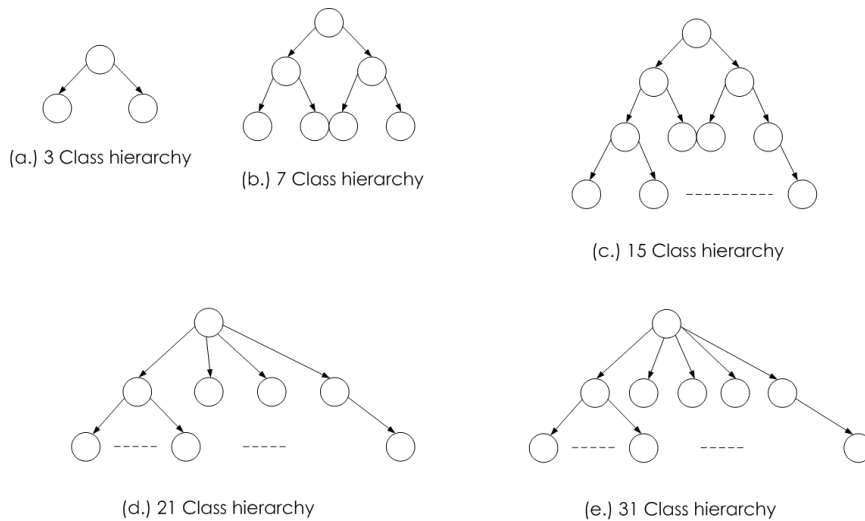 (a.) 3 Class hierarchy
(b.) 7 Class hierarchy
(c.) 15 Class hierarchy
(d.) 21 Class hierarchy
(e.) 31 Class hierarchy